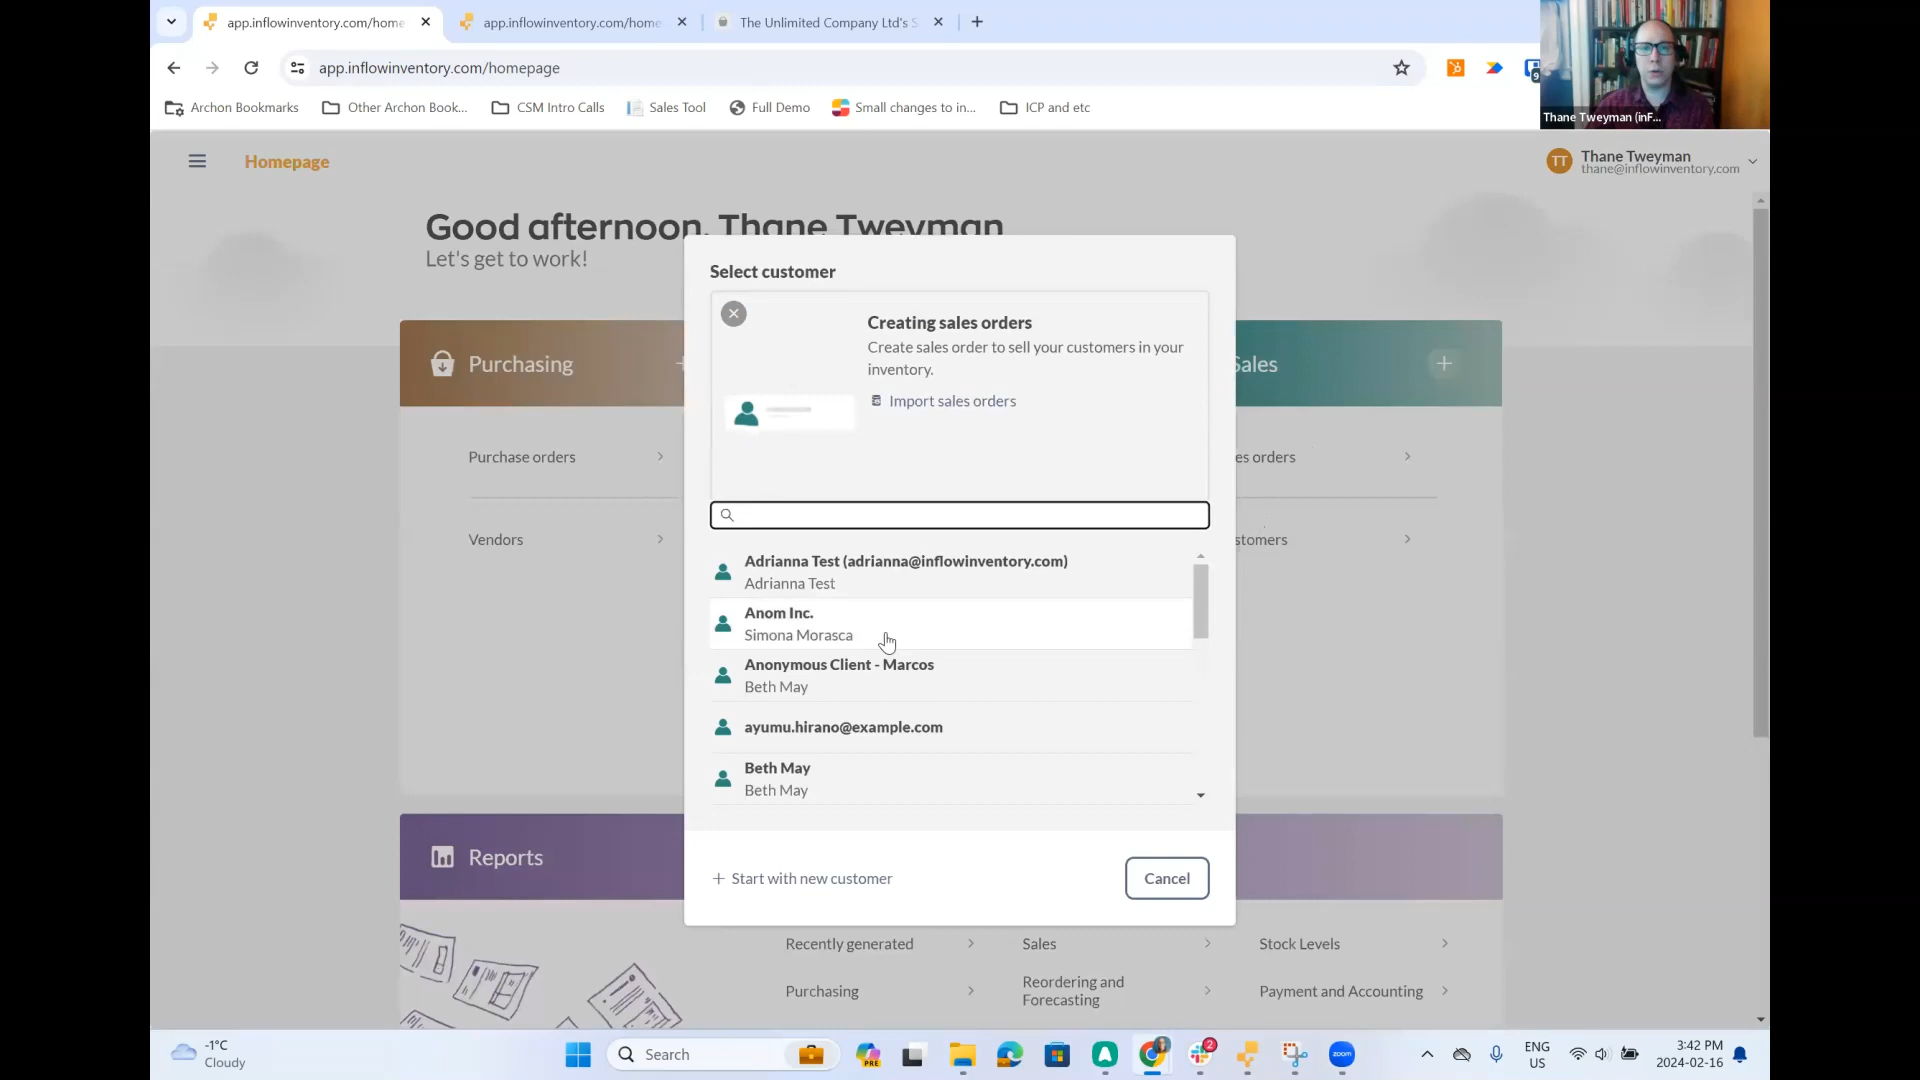 app.inflowinventory.com/home
app.inflowinventory.com/home
The Unlimited Company Ltd's S
app.inflowinventory.com/homepage
9
Archon Bookmarks
Other Archon Book...
CSM Intro Calls
Sales Tool
Full Demo
Small changes to in...
ICP and etc
Thane Tweyman (inF...
Homepage
TT
Thane Tweyman
thane@inflowinventory.com
Good afternoon, Thane Tweyman
Let's get to work!
Select customer
Creating sales orders
Create sales order to sell your customers in your
inventory.
Import sales orders
Purchasing
Sales
Purchase orders
es orders
Vendors
stomers
Adrianna Test (adrianna@inflowinventory.com)
Adrianna Test
Anom Inc.
Simona Morasca
Anonymous Client - Marcos
Beth May
ayumu.hirano@example.com
Beth May
Beth May
Reports
Start with new customer
Cancel
Recently generated
Sales
Stock Levels
Purchasing
Reordering and
Forecasting
Payment and Accounting
-1°C
Cloudy
Search
PRE
2
zoom
ENG
US
3:42 PM
2024-02-16